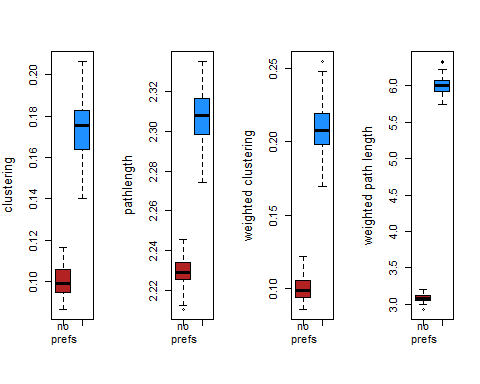 clustering
0.10 0.12 0.14 0.16 0.18 0.20
no
prefs
pathlength
2.22 2.24 2.26 2.28 2.30 2.32
no
prefs
weighted clustering
0.10 0.15 0.20 0.25
no
prefs
weighted path length
3.0 3.5 4.0 4.5 5.0 5.5 6.0
no
prefs